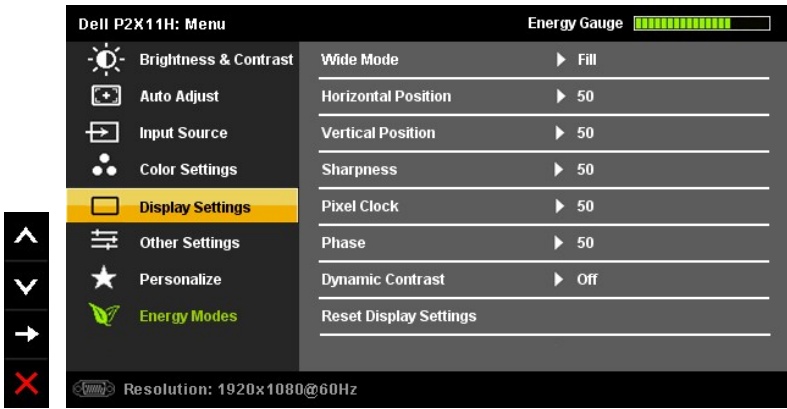 Dell P2X11H: Menu Energy Gauge
Brightness & Contrast Wide Mode Fill
Auto Adjust Horizontal Position 50
Input Source Vertical Position 50
Color Settings Sharpness 50
Display Settings Pixel Clock 50
Other Settings Phase 50
Personalize Dynamic Contrast Off
Energy Modes Reset Display Settings
Resolution: 1920x1080@60Hz